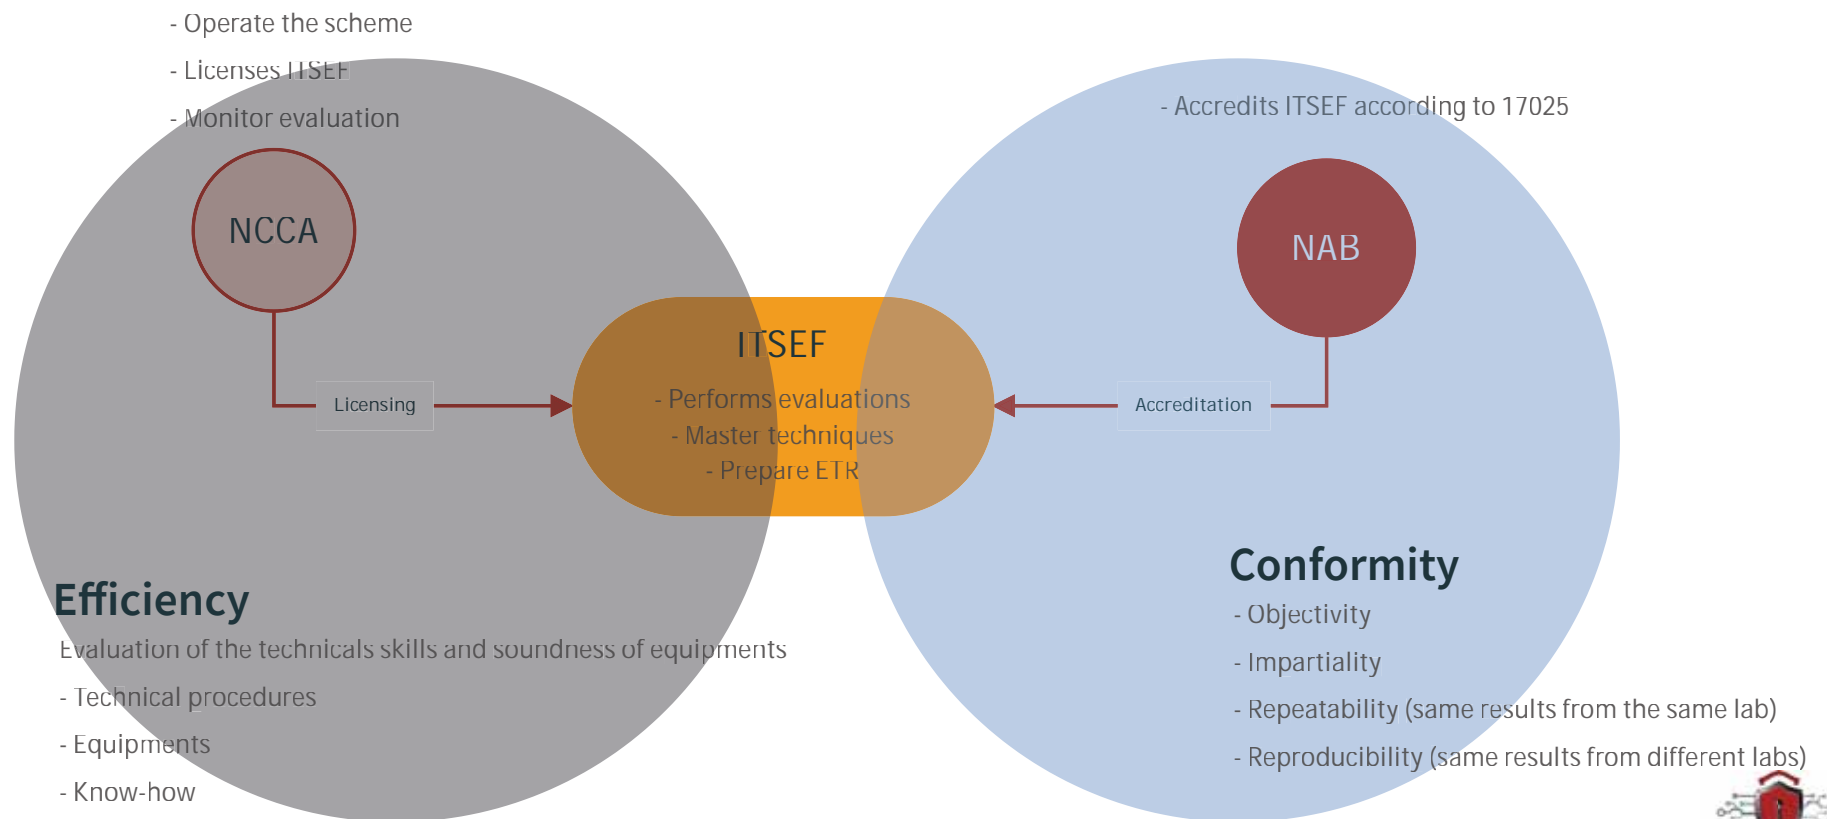 - Operate the scheme
- Licenses ITSEF
- Monitor evaluation
NCCA
Licensing
- Accredits ITSEF according to 17025
NAB
Accreditation
ITSEF
- Performs evaluations
- Master techniques
- Prepare ETR
Efficiency
Evaluation of the technicals skills and soundness of equipments
- Technical procedures
- Equipments
- Know-how
Conformity
- Objectivity
- Impartiality
- Repeatability (same results from the same lab)
- Reproducibility (same results from different labs)